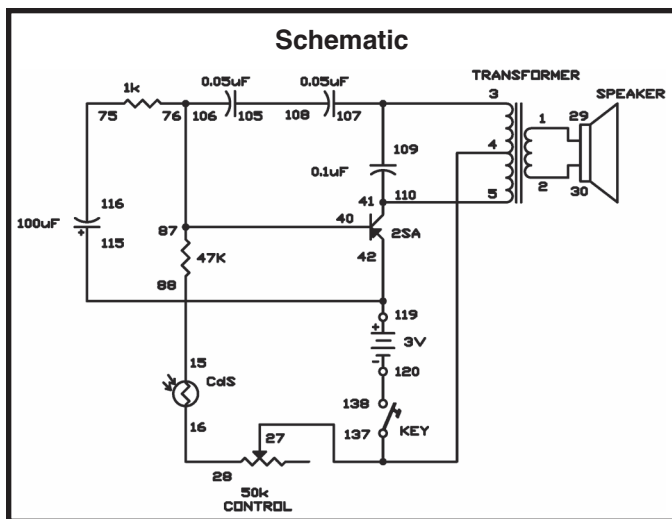 Schematic
0.05uF 0.05uF TRANSFORMER
1k 3 SPEAKER
75 76 106 105 108 107 1 29
109 4
0.1uF
116 41 110 5 2 30
100uF 40
+ 115 87 2SA
47K 42
88
119
+
3V
15 -
CdS 120
138
16 27 137 KEY
28
50k
CONTROL